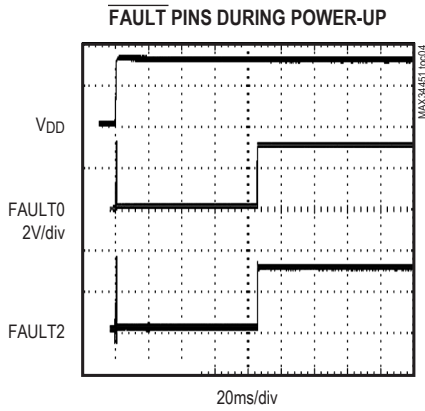 FAULT PINS DURING POWER-UP
MAX34451 toc04
VDD
FAULT0
2V/div
FAULT2
20ms/div